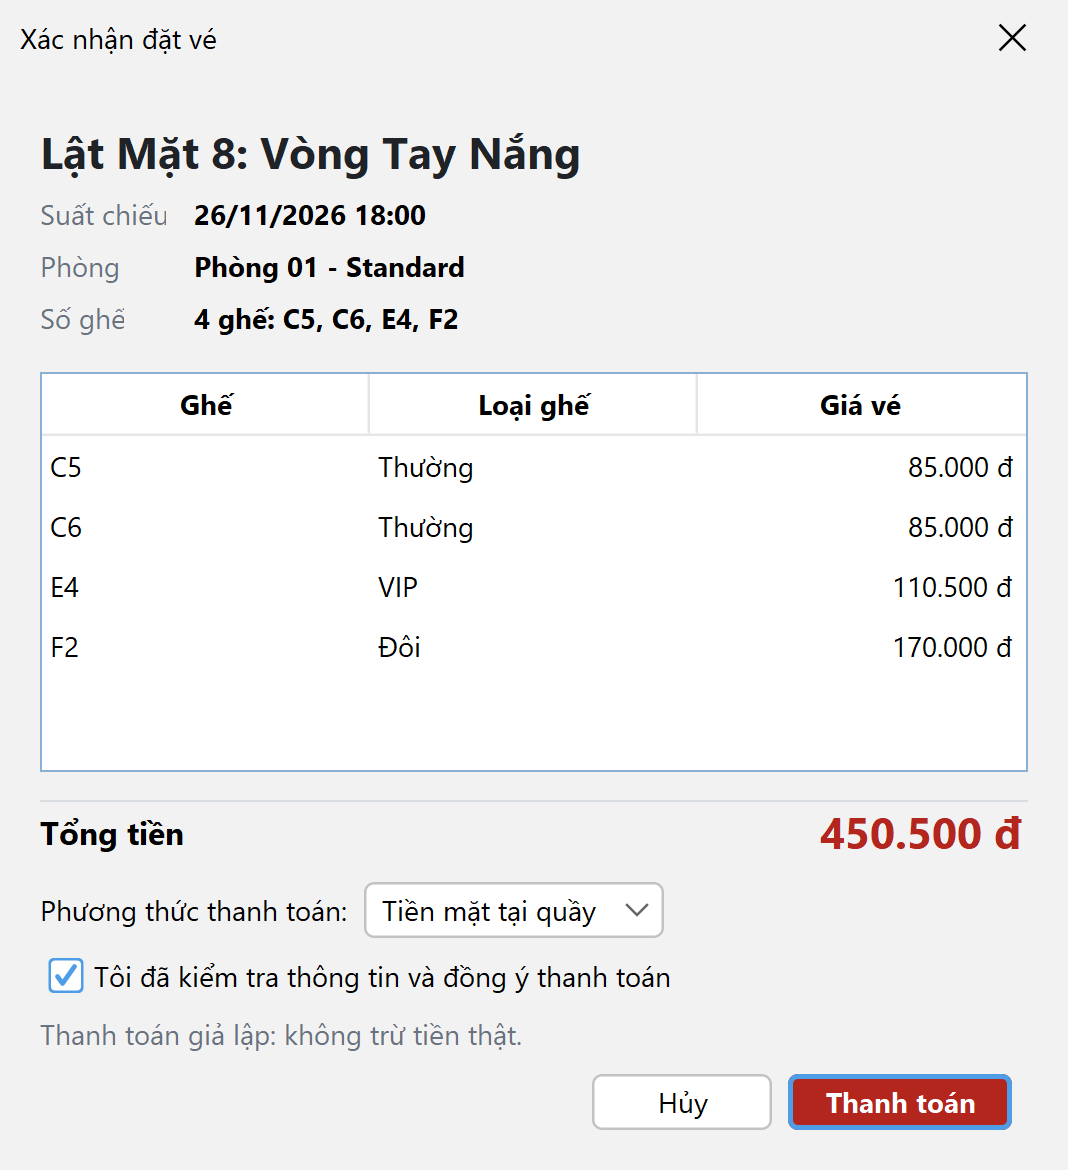 Xác nhận đặt vé
Lật Mặt 8: Vòng Tay Nắng
Suất chiếu 26/11/2026 18:00
Phòng Phòng 01 - Standard
Số ghế 4 ghế: C5, C6, E4, F2
Ghế Loại ghế Giá vé
C5 Thường 85.000 đ
C6 Thường 85.000 đ
E4 VIP 110.500 đ
F2 Đôi 170.000 đ
Tổng tiền 450.500 đ
Phương thức thanh toán: Tiền mặt tại quầy
Tôi đã kiểm tra thông tin và đồng ý thanh toán
Thanh toán giả lập: không trừ tiền thật.
Hủy Thanh toán